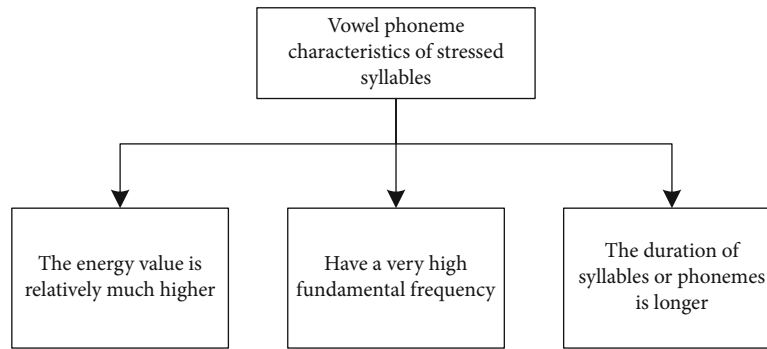 Vowel phoneme
characteristics of stressed
syllables
The energy value is
relatively much higher
Have a very high
fundamental frequency
The duration of
syllables or phonemes
is longer